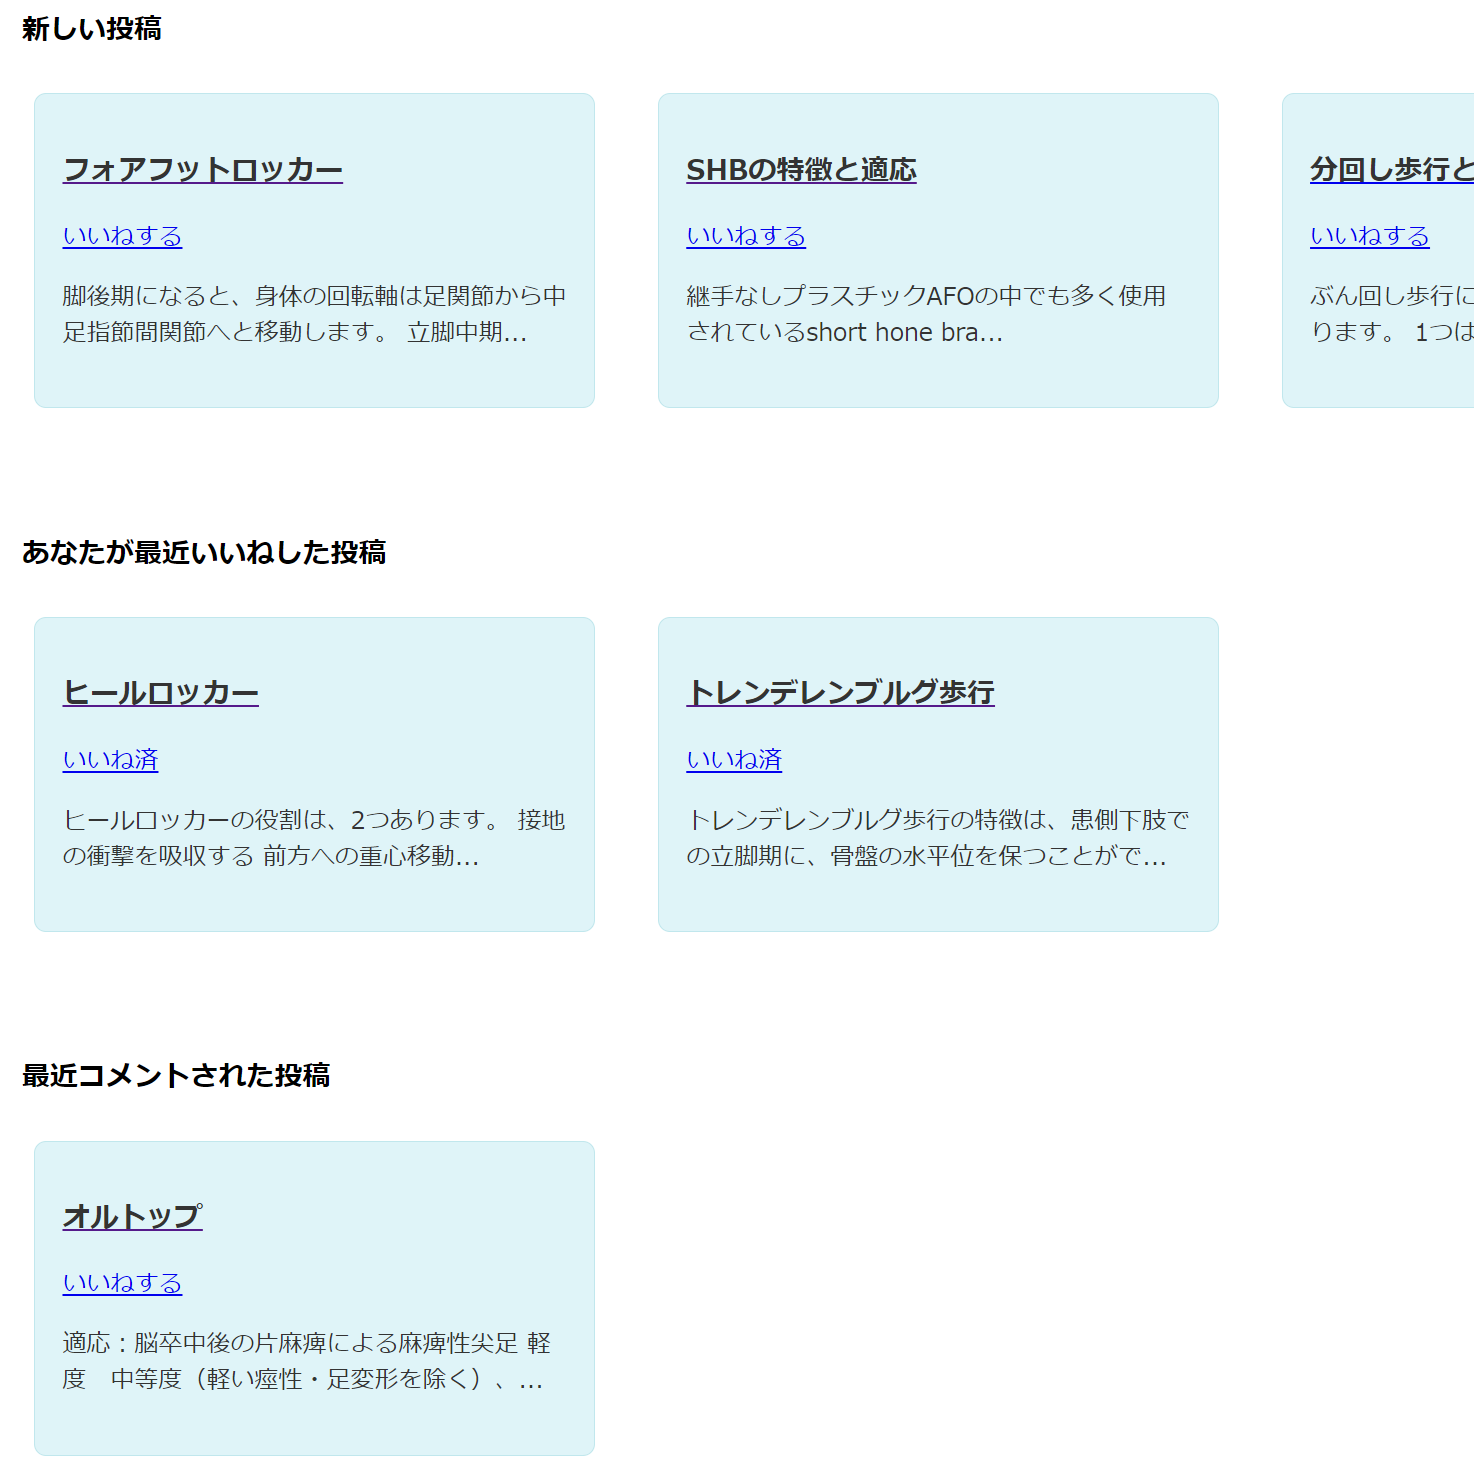 新しい投稿
フォアフットロッカー
いいねする
脚後期になると、身体の回転軸は足関節から中
足指節間関節へと移動します。 立脚中期...
SHBの特徴と適応
いいねする
継手なしプラスチックAFOの中でも多く使用
されているshort hone bra...
分回し歩行と
いいねする
ぶん回し歩行に
ります。 1つは
あなたが最近いいねした投稿
ヒールロッカー
いいね済
ヒールロッカーの役割は、2つあります。 接地
の衝撃を吸収する 前方への重心移動...
トレンデレンブルグ歩行
いいね済
トレンデレンブルグ歩行の特徴は、患側下肢で
の立脚期に、骨盤の水平位を保つことがで...
最近コメントされた投稿
オルトップ
いいねする
適応：脳卒中後の片麻痺による麻痺性尖足 軽
度　中等度（軽い痙性・足変形を除く）、...